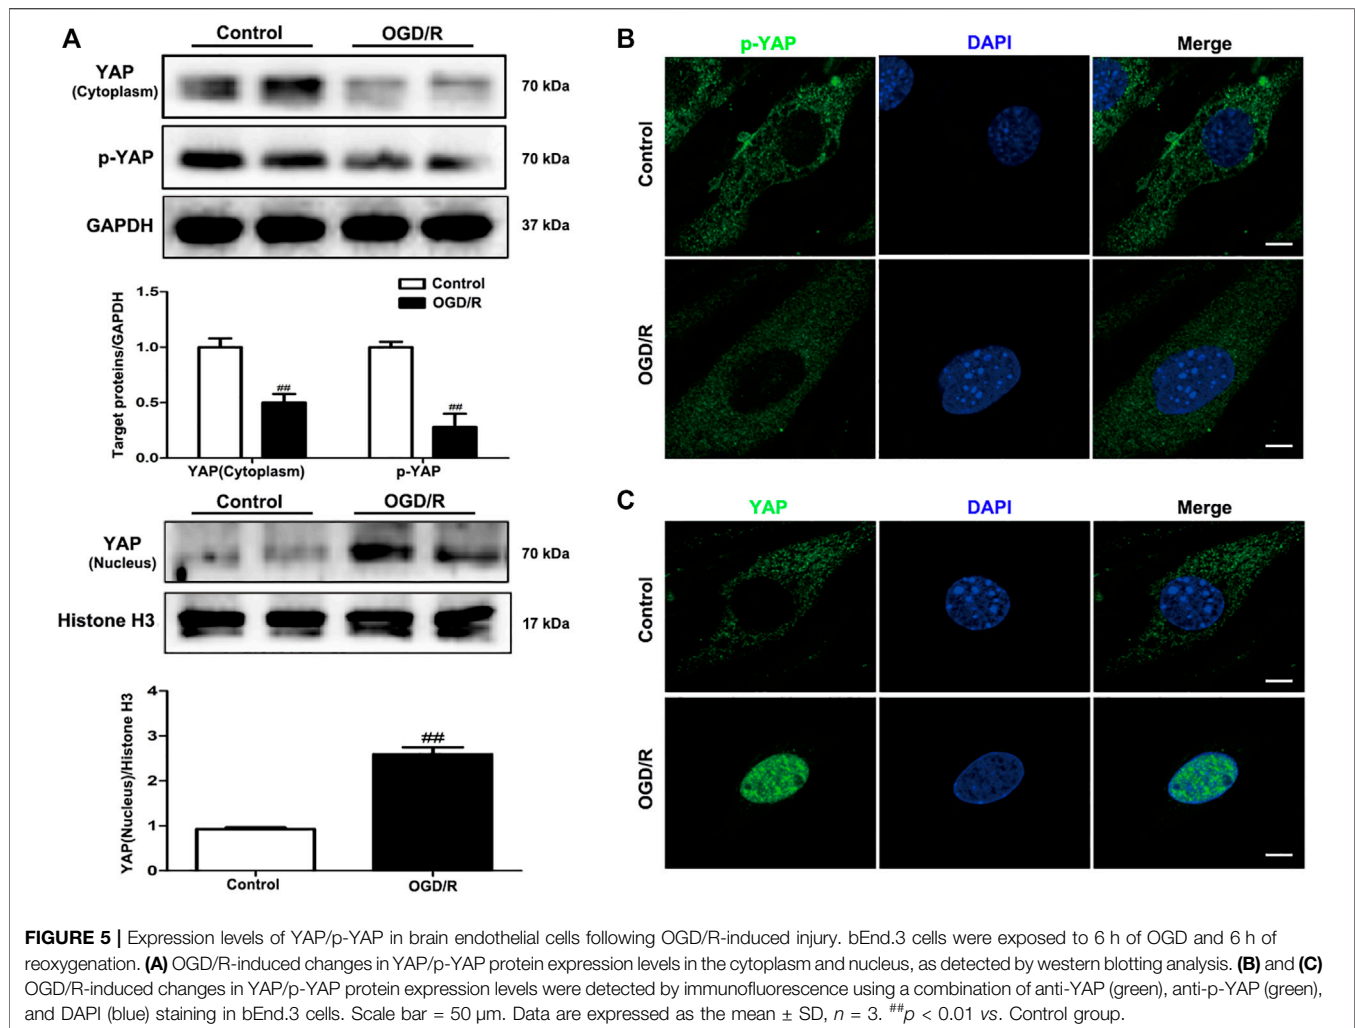 A
Control OGD/R
YAP
(Cytoplasm)
70 kDa
p-YAP
70 kDa
GAPDH
37 kDa
Control
OGD/R
Target proteins/GAPDH
1.5
1.0
0.5
0.0
##
##
YAP(Cytoplasm) p-YAP
Control OGD/R
YAP
(Nucleus)
70 kDa
Histone H3
17 kDa
YAP(Nucleus)/Histone H3
4
3
2
1
0
##
Control OGD/R
B
p-YAP DAPI Merge
Control
OGD/R
C
YAP DAPI Merge
Control
OGD/R
FIGURE 5 | Expression levels of YAP/p-YAP in brain endothelial cells following OGD/R-induced injury. bEnd.3 cells were exposed to 6 h of OGD and 6 h of
reoxygenation. (A) OGD/R-induced changes in YAP/p-YAP protein expression levels in the cytoplasm and nucleus, as detected by western blotting analysis. (B) and (C)
OGD/R-induced changes in YAP/p-YAP protein expression levels were detected by immunofluorescence using a combination of anti-YAP (green), anti-p-YAP (green),
and DAPI (blue) staining in bEnd.3 cells. Scale bar = 50 μm. Data are expressed as the mean ± SD, n = 3. ##p < 0.01 vs. Control group.